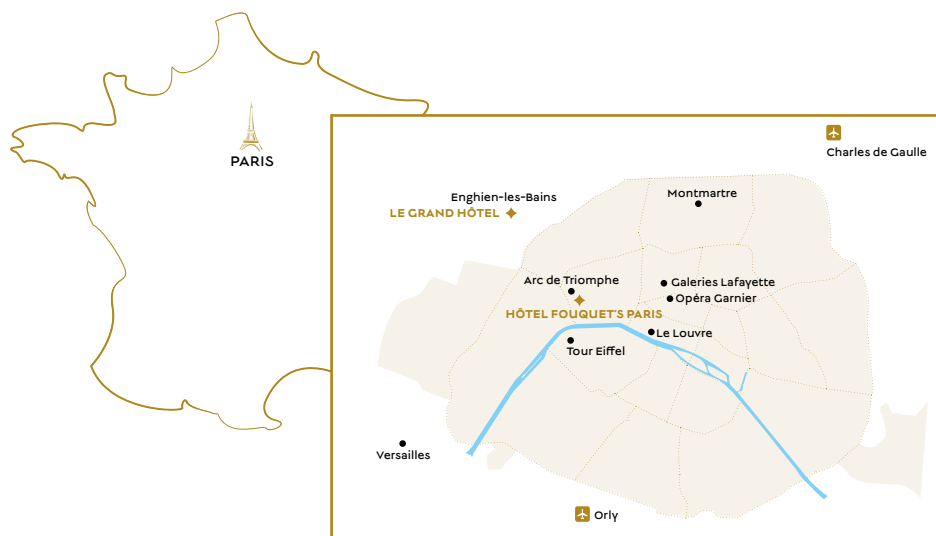 PARIS
Charles de Gaulle
Montmartre
Enghien-les-Bains
LE GRAND HÔTEL
Arc de Triomphe
Galeries Lafayette
Opéra Garnier
HÔTEL FOUQUET'S PARIS
Le Louvre
Tour Eiffel
Versailles
Orly